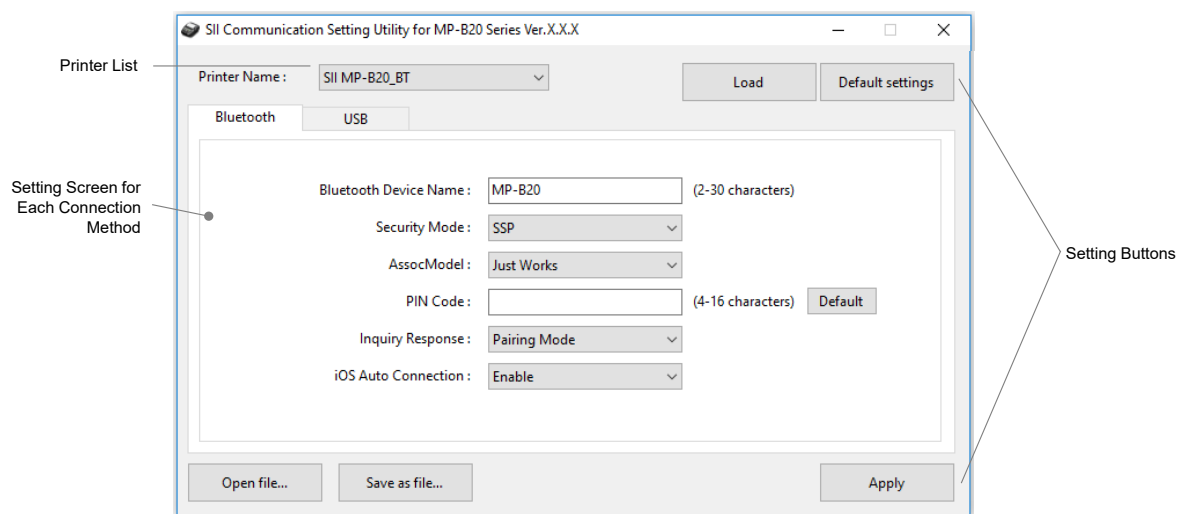 SII Communication Setting Utility for MP-B20 Series Ver.X.X.X
Printer List
Printer Name :
SII MP-B20_BT
Load
Default settings
Bluetooth
USB
Setting Screen for
Each Connection
Method
Bluetooth Device Name :
MP-B20
(2-30 characters)
Security Mode :
SSP
AssocModel :
Just Works
PIN Code :
(4-16 characters)
Default
Inquiry Response :
Pairing Mode
iOS Auto Connection :
Enable
Setting Buttons
Open file...
Save as file...
Apply